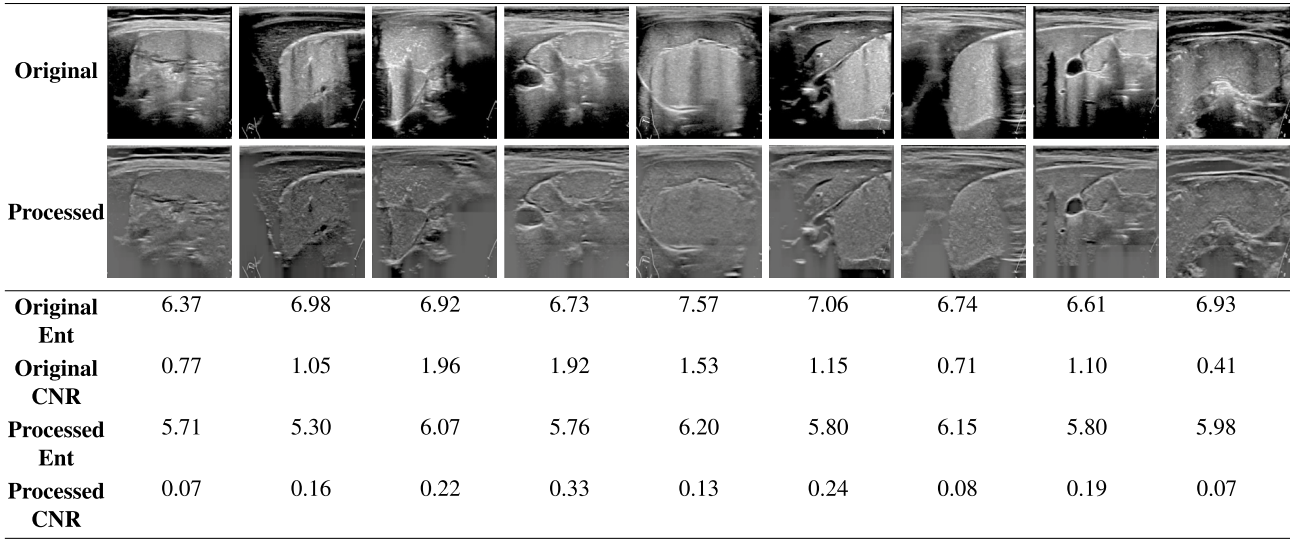 Original
Processed
Original 6.37 6.98 6.92 6.73 7.57 7.06 6.74 6.61 6.93
Ent
Original 0.77 1.05 1.96 1.92 1.53 1.15 0.71 1.10 0.41
CNR
Processed 5.71 5.30 6.07 5.76 6.20 5.80 6.15 5.80 5.98
Ent
Processed 0.07 0.16 0.22 0.33 0.13 0.24 0.08 0.19 0.07
CNR